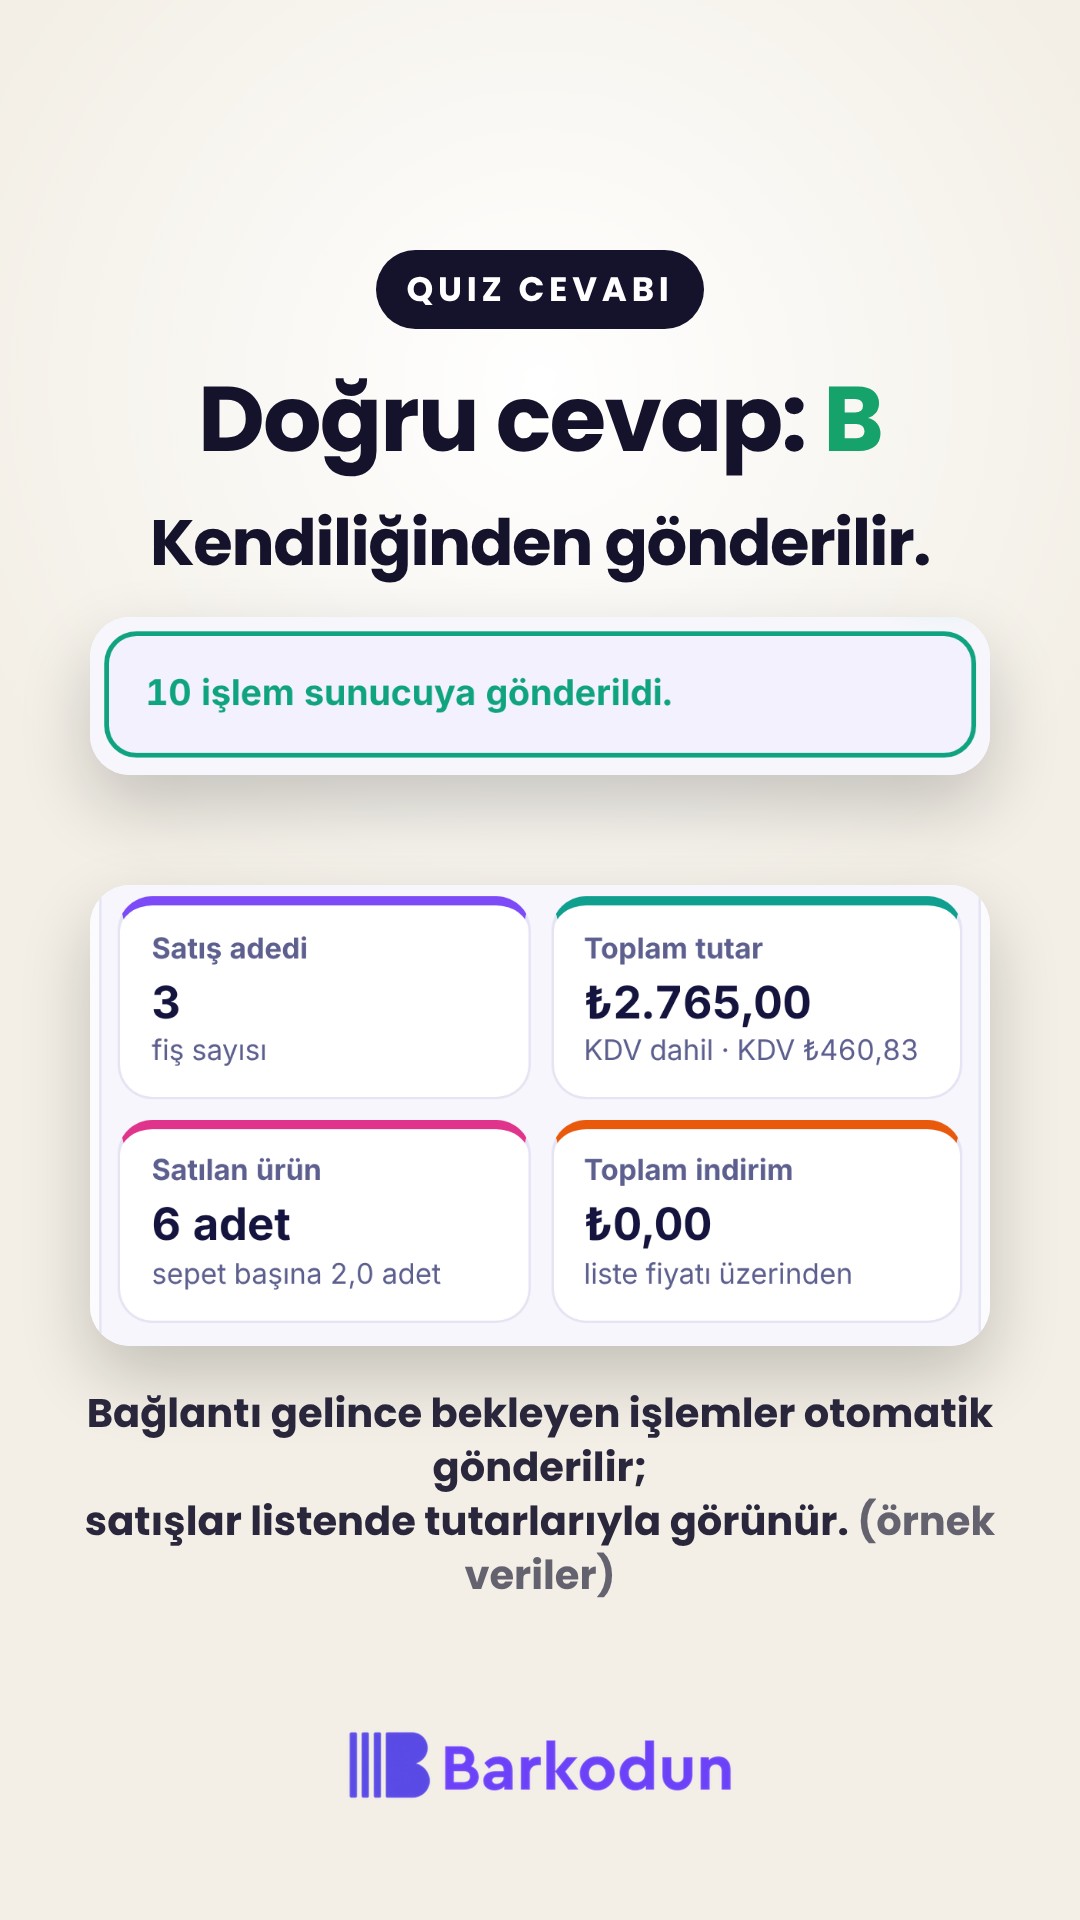 QUIZ CEVABI
Doğru cevap: B
Kendiliğinden gönderilir.
10 işlem sunucuya gönderildi.
Satış adedi
3
fiş sayısı
Toplam tutar
₺2.765,00
KDV dahil · KDV ₺460,83
Satılan ürün
6 adet
sepet başına 2,0 adet
Toplam indirim
₺0,00
liste fiyatı üzerinden
Bağlantı gelince bekleyen işlemler otomatik
gönderilir;
satışlar listende tutarlarıyla görünür. (örnek
veriler)
Barkodun